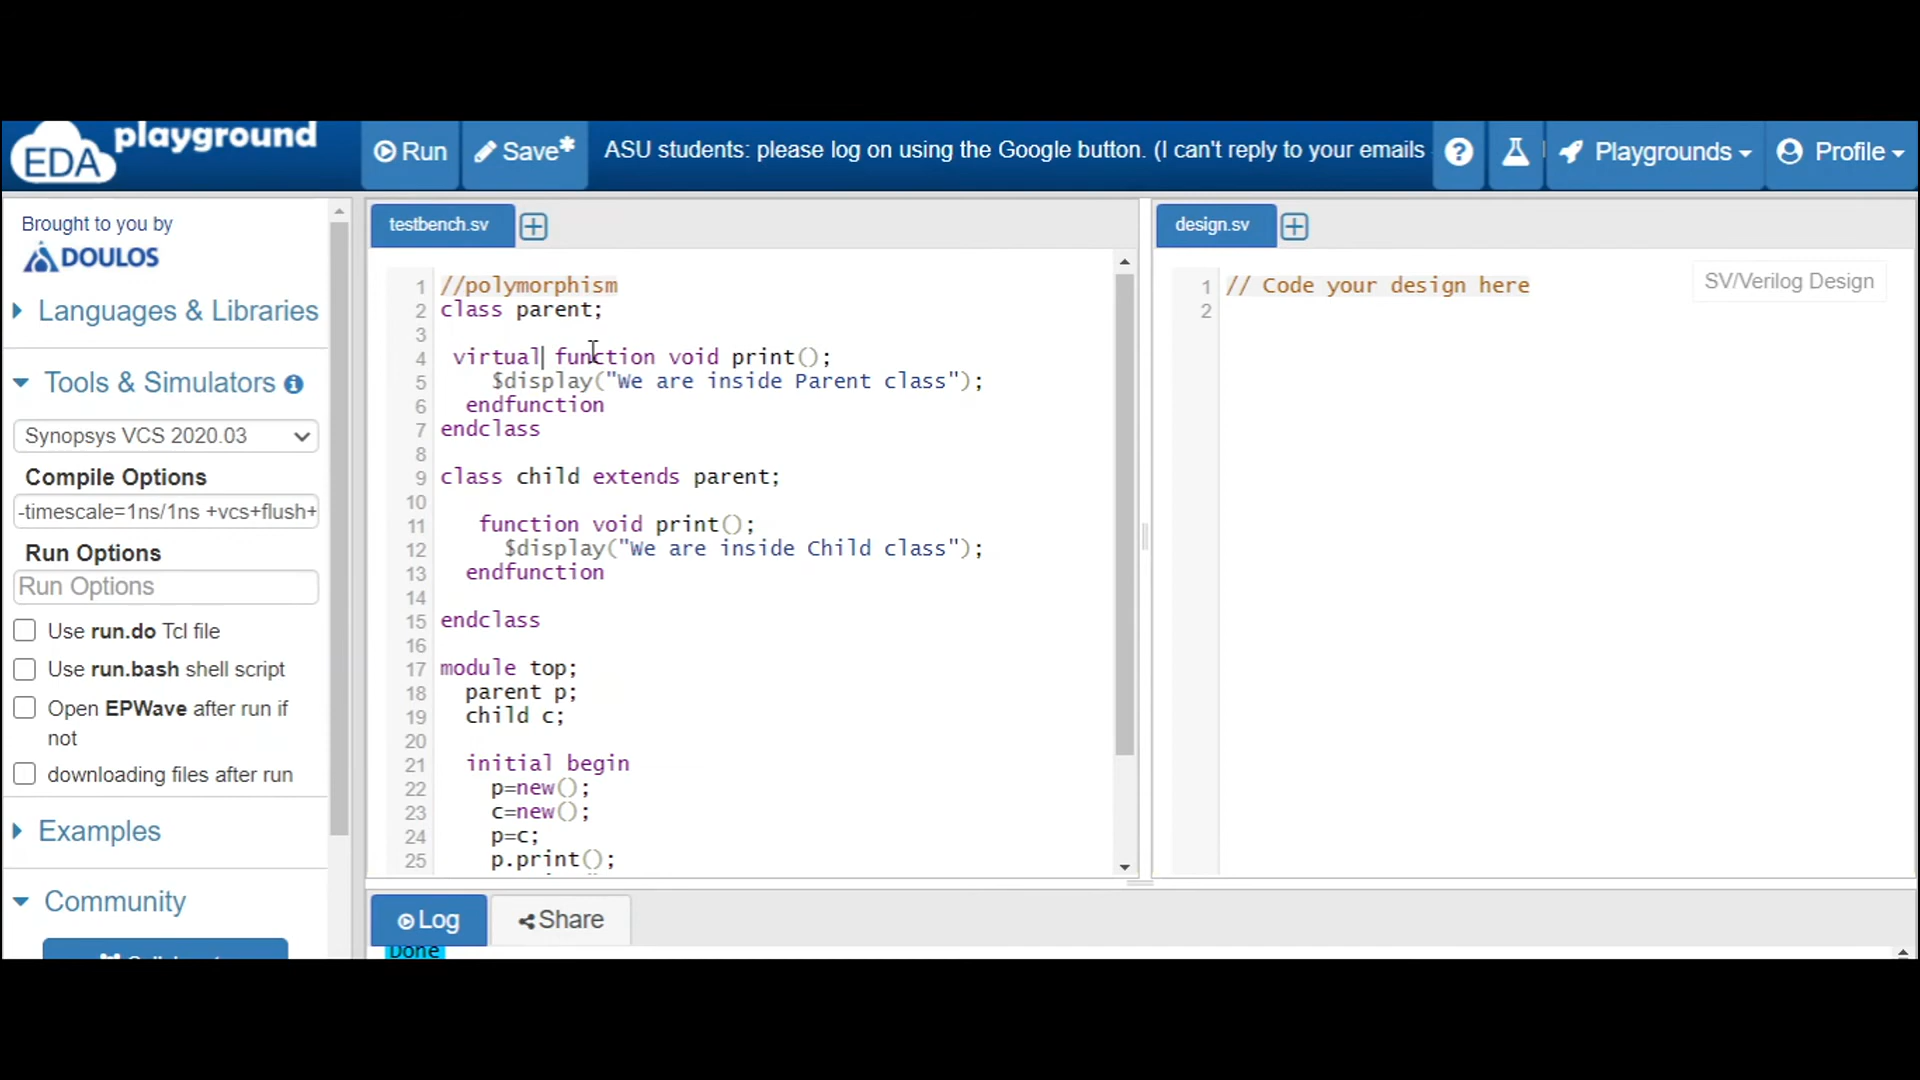 EDA playground
Run
Save*
ASU students: please log on using the Google button. (I can't reply to your emails
Playgrounds
Profile
Brought to you by
DOULOS
Languages & Libraries
Tools & Simulators
Synopsys VCS 2020.03
Compile Options
-timescale=1ns/1ns +vcs+flush+
Run Options
Run Options
Use run.do Tcl file
Use run.bash shell script
Open EPWave after run if
not
downloading files after run
Examples
Community
testbench.sv
1 //polymorphism
2 class parent;
3
4 virtual function void print();
5 $display("We are inside Parent class");
6 endfunction
7 endclass
8
9 class child extends parent;
10
11 function void print();
12 $display("We are inside Child class");
13 endfunction
14
15 endclass
16
17 module top;
18 parent p;
19 child c;
20
21 initial begin
22 p=new();
23 c=new();
24 p=c;
25 p.print();
design.sv
1 // Code your design here
2
SV/Verilog Design
Log
Share
Done